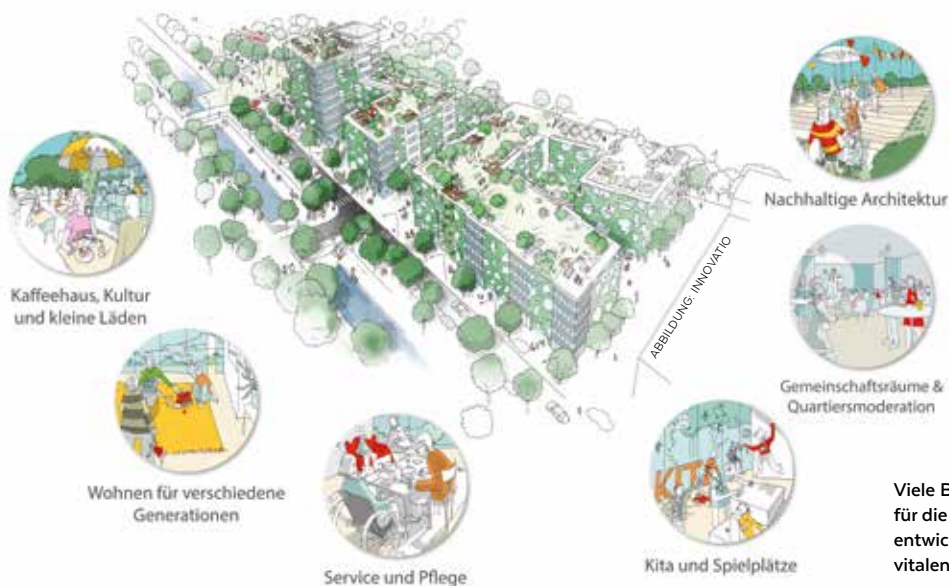 Kaffeehaus, Kultur
und kleine Läden
Wohnen für verschiedene
Generationen
Service und Pflege
KITA
Kita und Spielplätze
Gemeinschaftsräume &
Quartiersmoderation
Nachhaltige Architektur
ABBILDUNG: INNOVATIO
Viele B
für die
entwic
vitalen